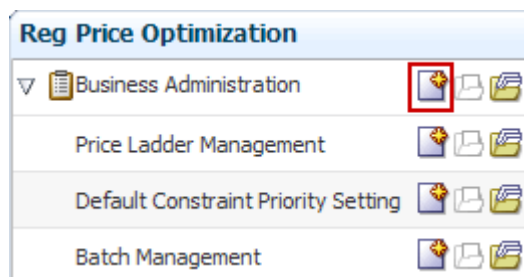 Reg Price Optimization
Business Administration
Price Ladder Management
Default Constraint Priority Setting
Batch Management